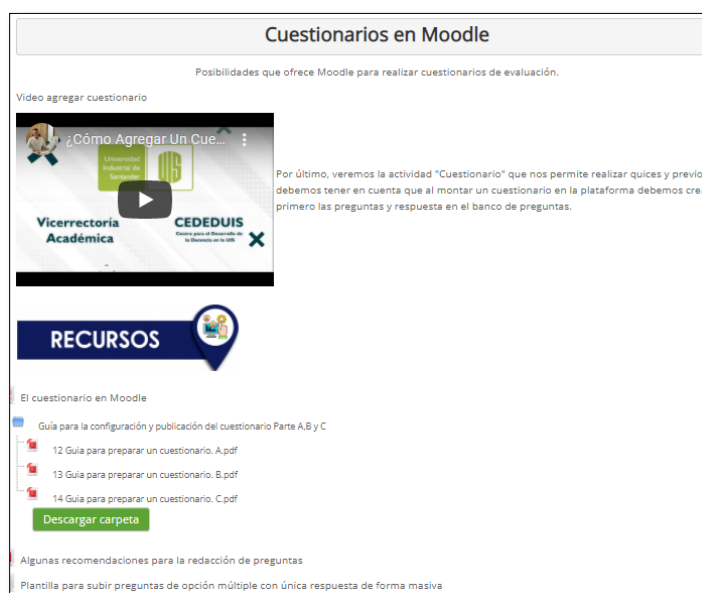 Cuestionarios en Moodle
Posibilidades que ofrece Moodle para realizar cuestionarios de evaluación.
Video agregar cuestionario
¿Cómo Agregar Un Cue...
Universidad
Industrial de
Santander
UIS
Vicerrectoría
Académica
CEDEDUIS
Centro para el Desarrollo de
la Docencia en la UIS
Por último, veremos la actividad "Cuestionario" que nos permite realizar quices y previo
debemos tener en cuenta que al montar un cuestionario en la plataforma debemos crea
primero las preguntas y respuesta en el banco de preguntas.
RECURSOS
El cuestionario en Moodle
Guía para la configuración y publicación del cuestionario Parte A,B y C
12 Guia para preparar un cuestionario. A.pdf
13 Guia para preparar un cuestionario. B.pdf
14 Guia para preparar un cuestionario. C.pdf
Descargar carpeta
Algunas recomendaciones para la redacción de preguntas
Plantilla para subir preguntas de opción múltiple con única respuesta de forma masiva